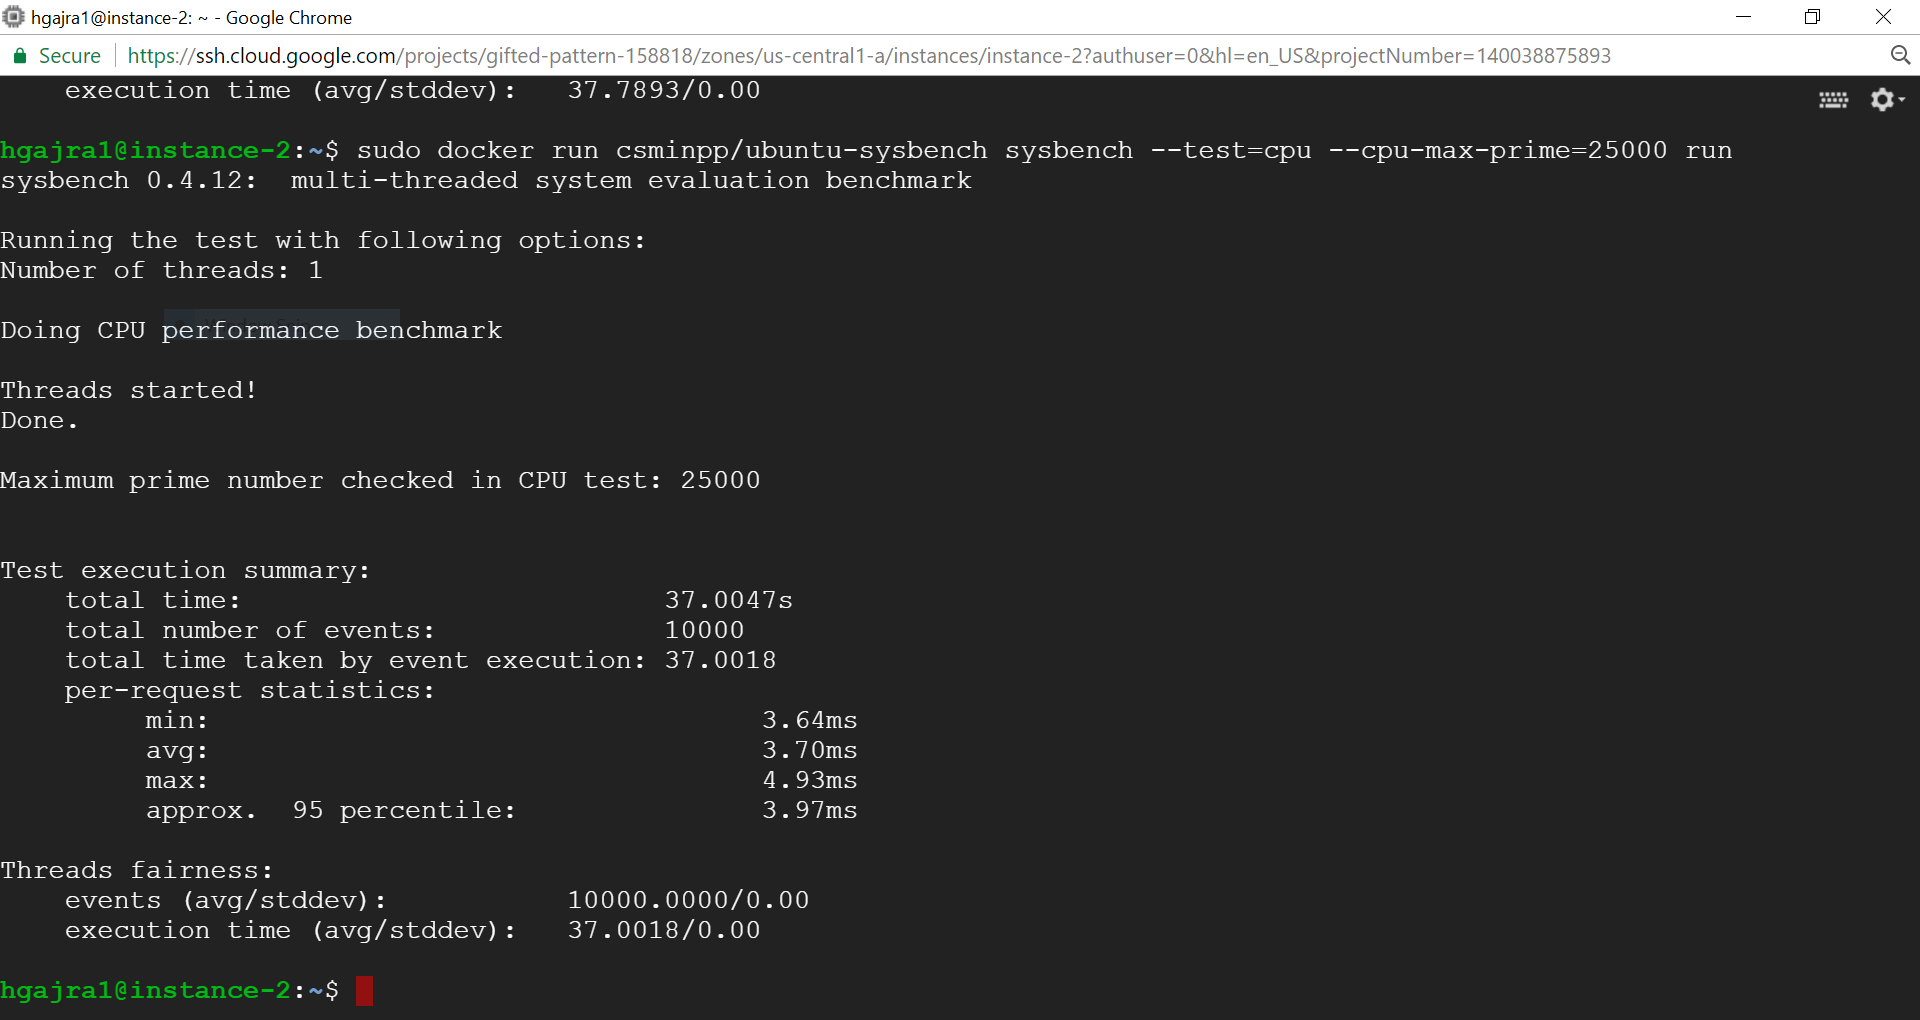 hgajra1@instance-2: ~ - Google Chrome
Secure https://ssh.cloud.google.com/projects/gifted-pattern-158818/zones/us-central1-a/instances/instance-2?authuser=0&hl=en_US&projectNumber=140038875893
execution time (avg/stddev): 37.7893/0.00
hgajra1@instance-2:~$ sudo docker run csminpp/ubuntu-sysbench sysbench --test=cpu --cpu-max-prime=25000 run
sysbench 0.4.12: multi-threaded system evaluation benchmark
Running the test with following options:
Number of threads: 1
Doing CPU performance benchmark
Threads started!
Done.
Maximum prime number checked in CPU test: 25000
Test execution summary:
total time: 37.0047s
total number of events: 10000
total time taken by event execution: 37.0018
per-request statistics:
min: 3.64ms
avg: 3.70ms
max: 4.93ms
approx. 95 percentile: 3.97ms
Threads fairness:
events (avg/stddev): 10000.0000/0.00
execution time (avg/stddev): 37.0018/0.00
hgajra1@instance-2:~$